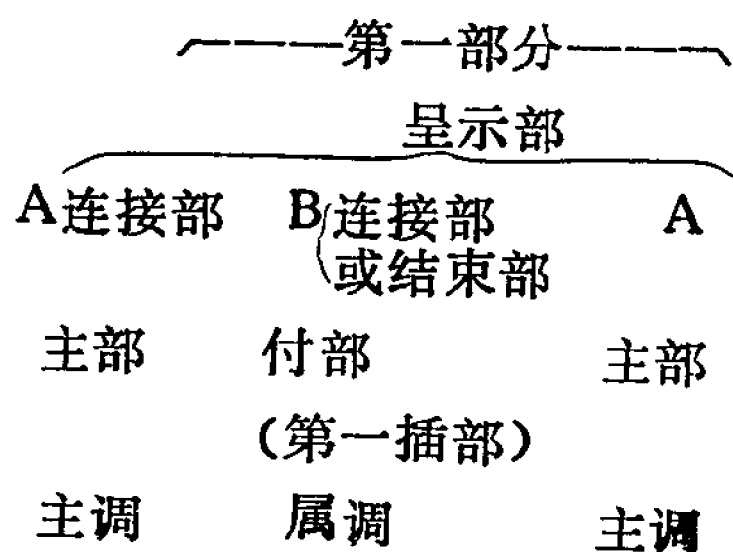 第一部分
呈示部
A连接部 B连接部 A
或结束部
主部 付部 主部
(第一插部)
主调 属调 主调